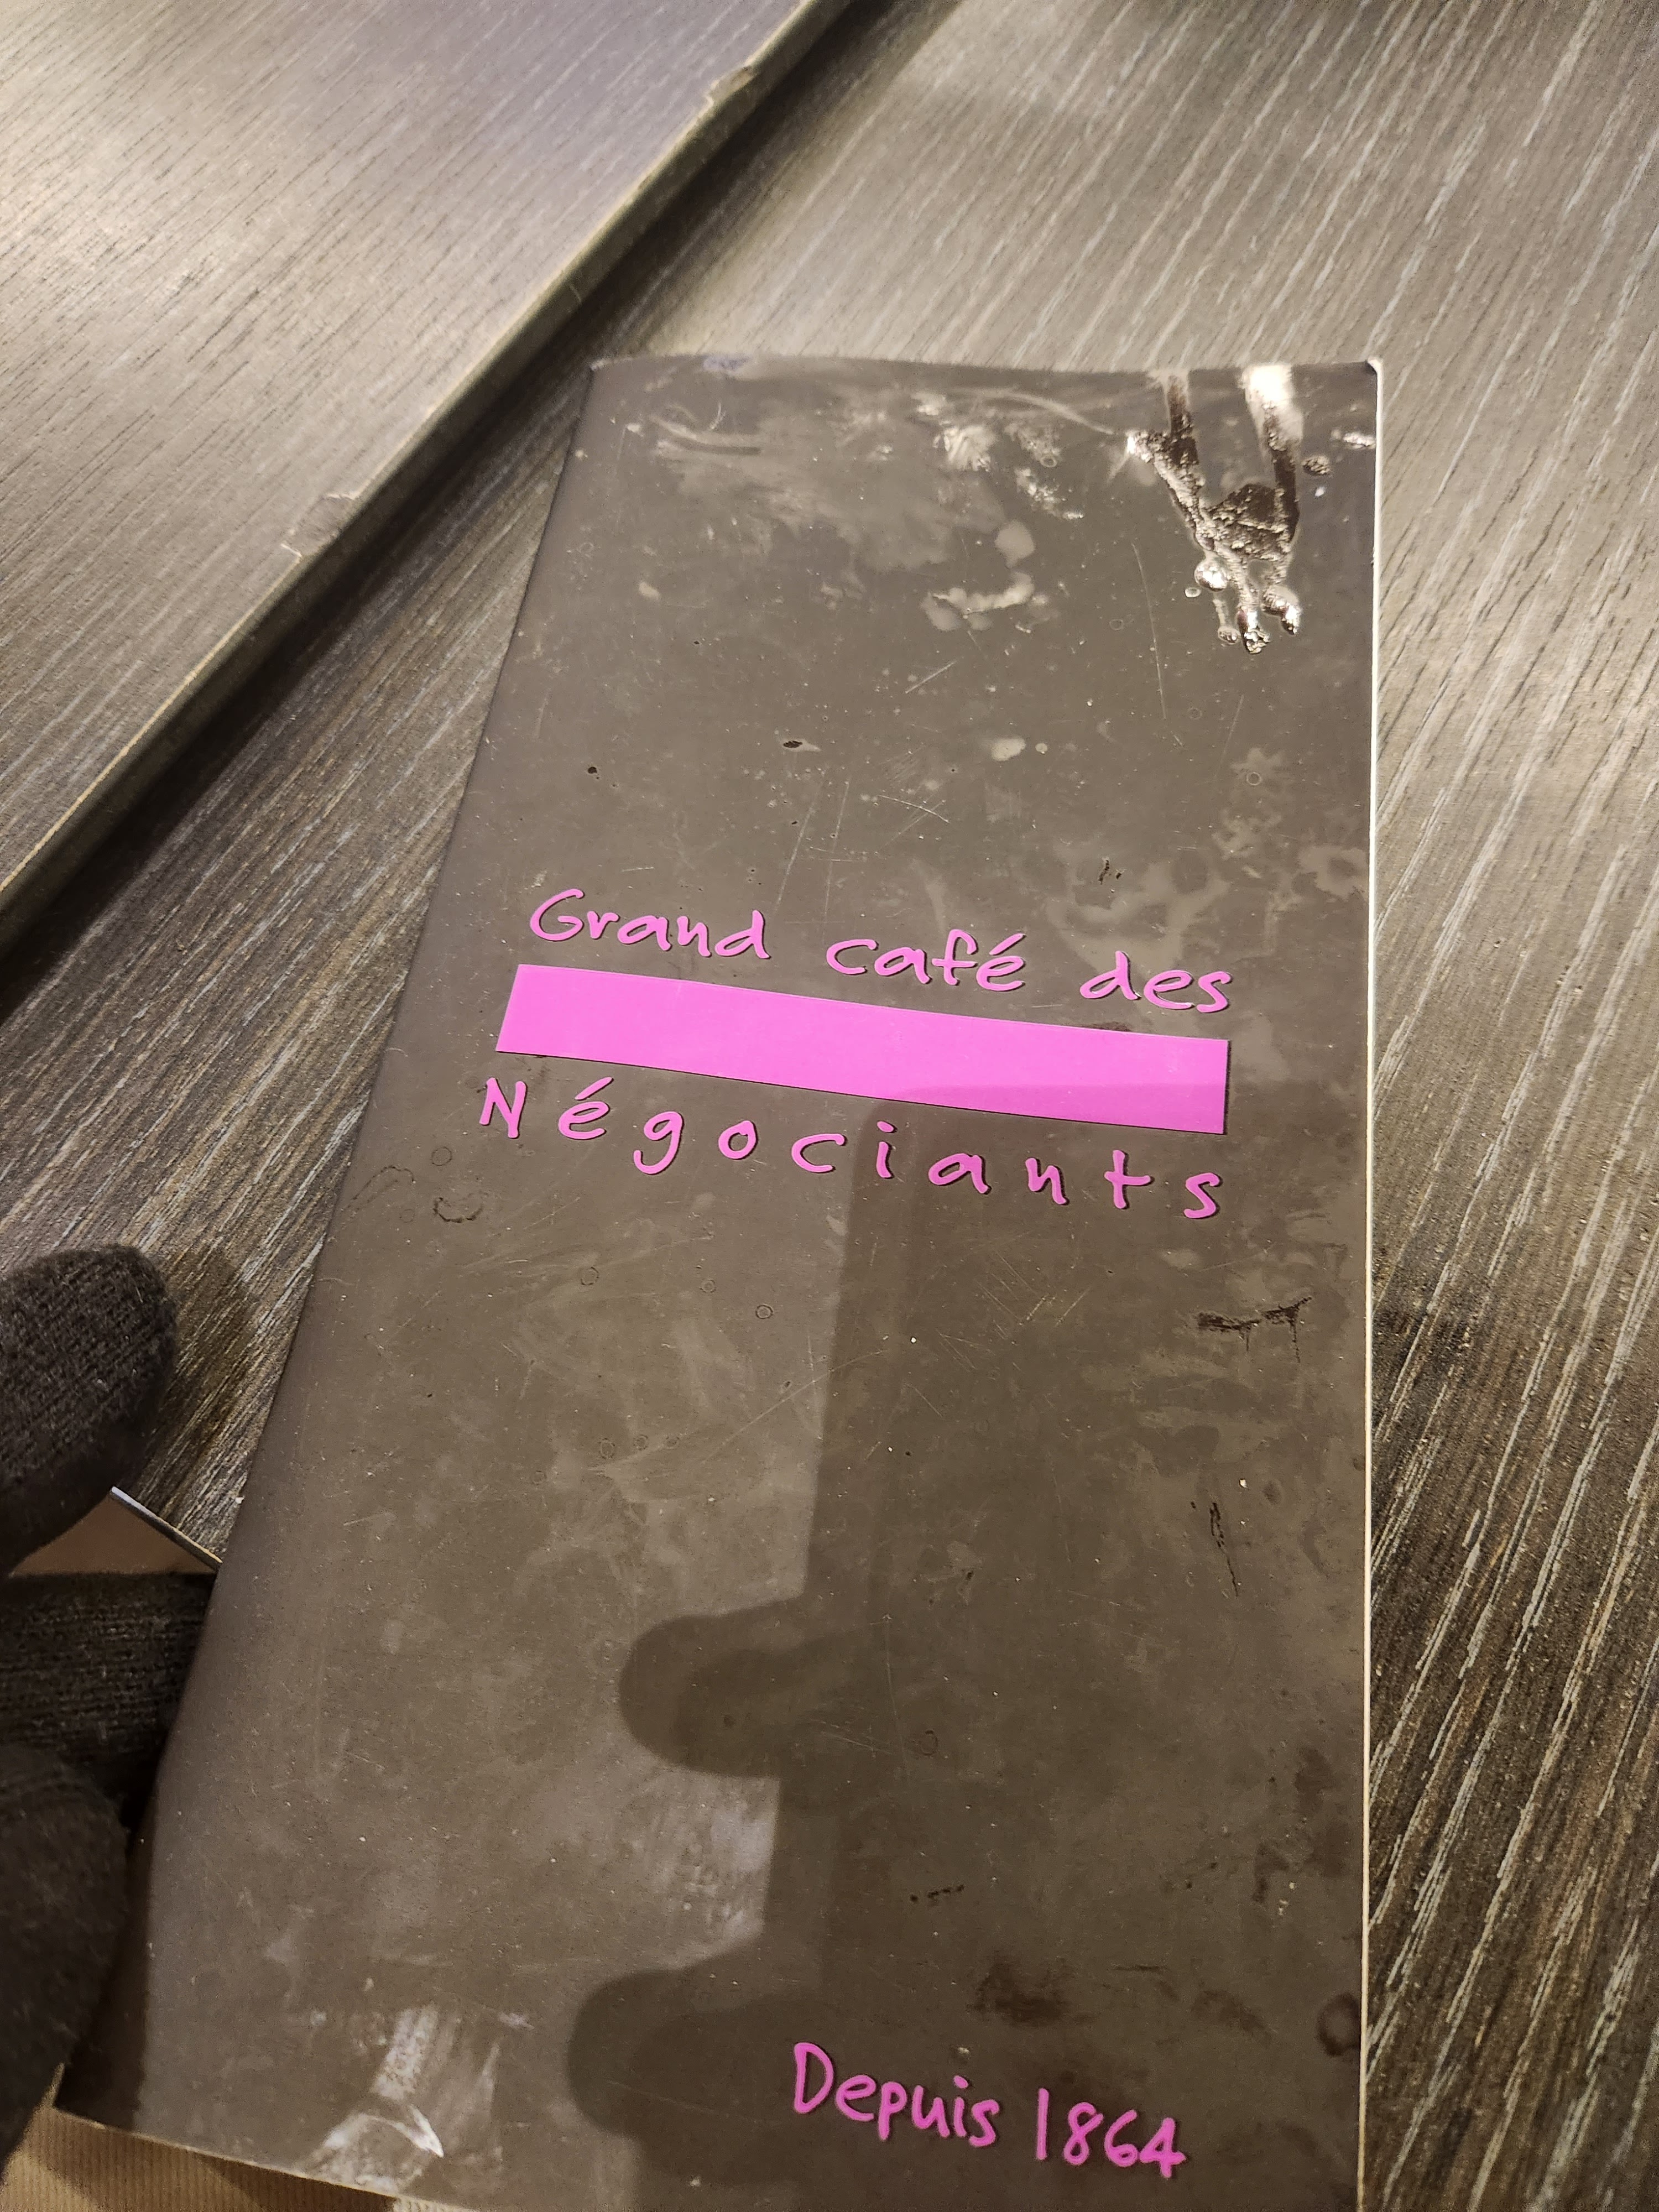 Grand café des
Négociants
Depuis 1864